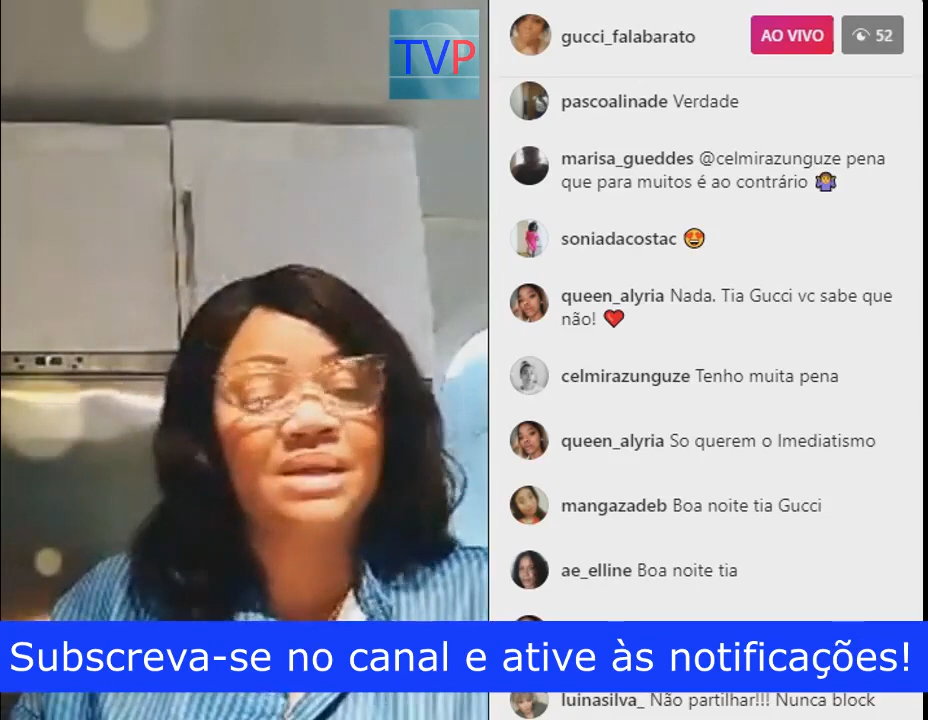 TVP
gucci_falabarato
AO VIVO
52
pascoalinade Verdade
marisa_gueddes @celmirazunguze pena
que para muitos é ao contrário 🤷‍♀️
soniadacostac 😍
queen_alyria Nada. Tia Gucci vc sabe que
não! ❤️
celmirazunguze Tenho muita pena
queen_alyria So querem o Imediatismo
mangazadeb Boa noite tia Gucci
ae_elline Boa noite tia
Subscreva-se no canal e ative às notificações!
luinasilva_ Não partilhar!!! Nunca block